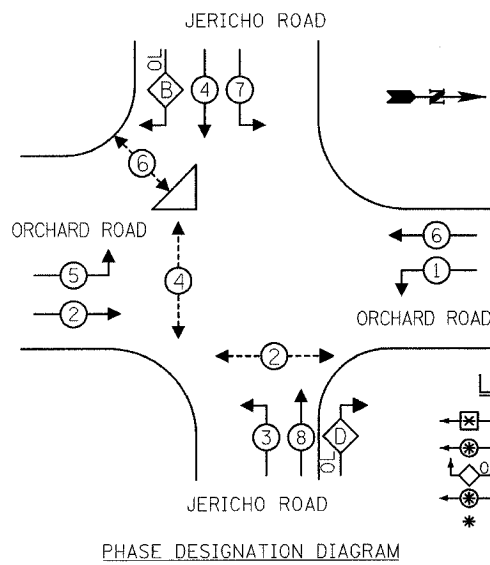 JERICHO ROAD
OL
B
4
7
N
6
ORCHARD ROAD
6
5
4
1
2
ORCHARD ROAD
2
L
3
8
D
OL
O
*
JERICHO ROAD
PHASE DESIGNATION DIAGRAM